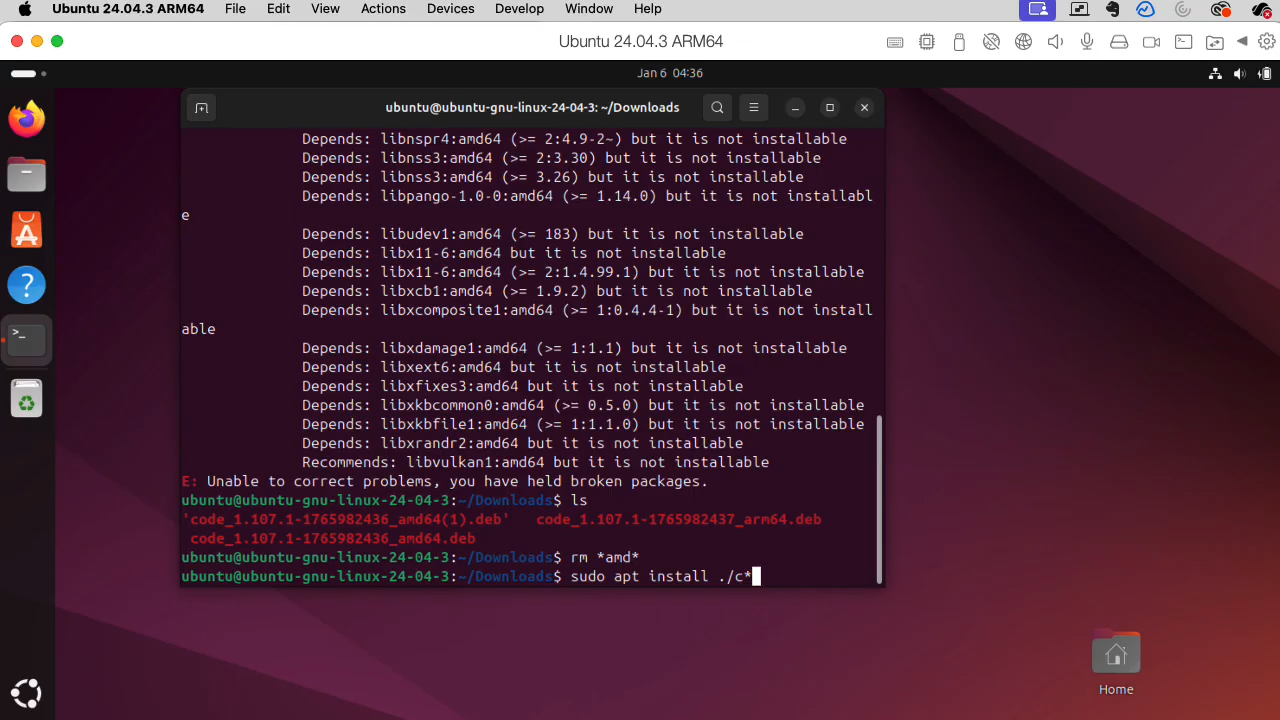 Ubuntu 24.04.3 ARM64 File Edit View Actions Devices Develop Window Help
Ubuntu 24.04.3 ARM64
Jan 6 04:36
ubuntu@ubuntu-gnu-linux-24-04-3: ~/Downloads
Depends: libnspr4:amd64 (>= 2:4.9-2~) but it is not installable
Depends: libnss3:amd64 (>= 2:3.30) but it is not installable
Depends: libnss3:amd64 (>= 3.26) but it is not installable
Depends: libpango-1.0-0:amd64 (>= 1.14.0) but it is not installabl
e
Depends: libudev1:amd64 (>= 183) but it is not installable
Depends: libx11-6:amd64 but it is not installable
Depends: libx11-6:amd64 (>= 2:1.4.99.1) but it is not installable
Depends: libxcb1:amd64 (>= 1.9.2) but it is not installable
Depends: libxcomposite1:amd64 (>= 1:0.4.4-1) but it is not install
able
Depends: libxdamage1:amd64 (>= 1:1.1) but it is not installable
Depends: libxext6:amd64 but it is not installable
Depends: libxfixes3:amd64 but it is not installable
Depends: libxkbcommon0:amd64 (>= 0.5.0) but it is not installable
Depends: libxkbfile1:amd64 (>= 1:1.1.0) but it is not installable
Depends: libxrandr2:amd64 but it is not installable
Recommends: libvulkan1:amd64 but it is not installable
E: Unable to correct problems, you have held broken packages.
ubuntu@ubuntu-gnu-linux-24-04-3:~/Downloads$ ls
'code_1.107.1-1765982436_amd64(1).deb' code_1.107.1-1765982437_arm64.deb
code_1.107.1-1765982436_amd64.deb
ubuntu@ubuntu-gnu-linux-24-04-3:~/Downloads$ rm *amd*
ubuntu@ubuntu-gnu-linux-24-04-3:~/Downloads$ sudo apt install ./c*
Home